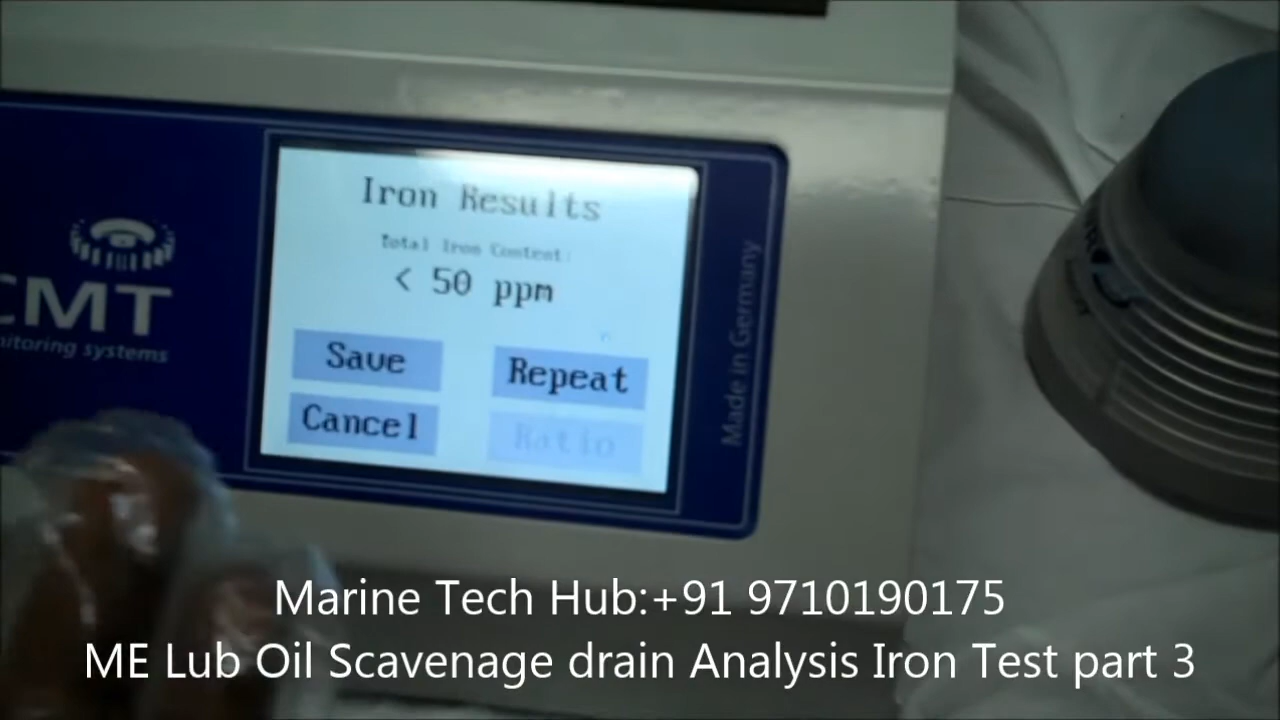 Iron Results
Total Iron Content:
< 50 ppm
Save
Repeat
Cancel
Ratio
CMT
nitoring systems
Made in Germany
Marine Tech Hub:+91 9710190175
ME Lub Oil Scavenage drain Analysis Iron Test part 3